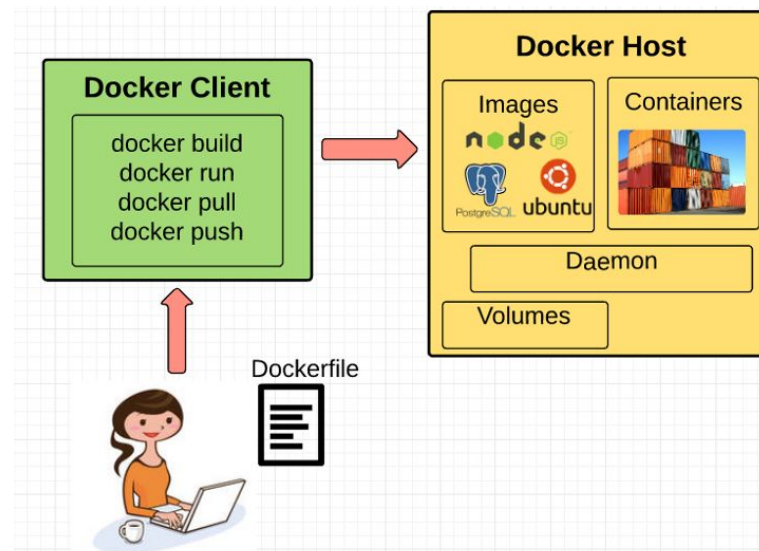 Docker Client
docker build
docker run
docker pull
docker push
Docker Host
Images
node
JS
PostgreSQL
ubuntu
Containers
Daemon
Volumes
Dockerfile